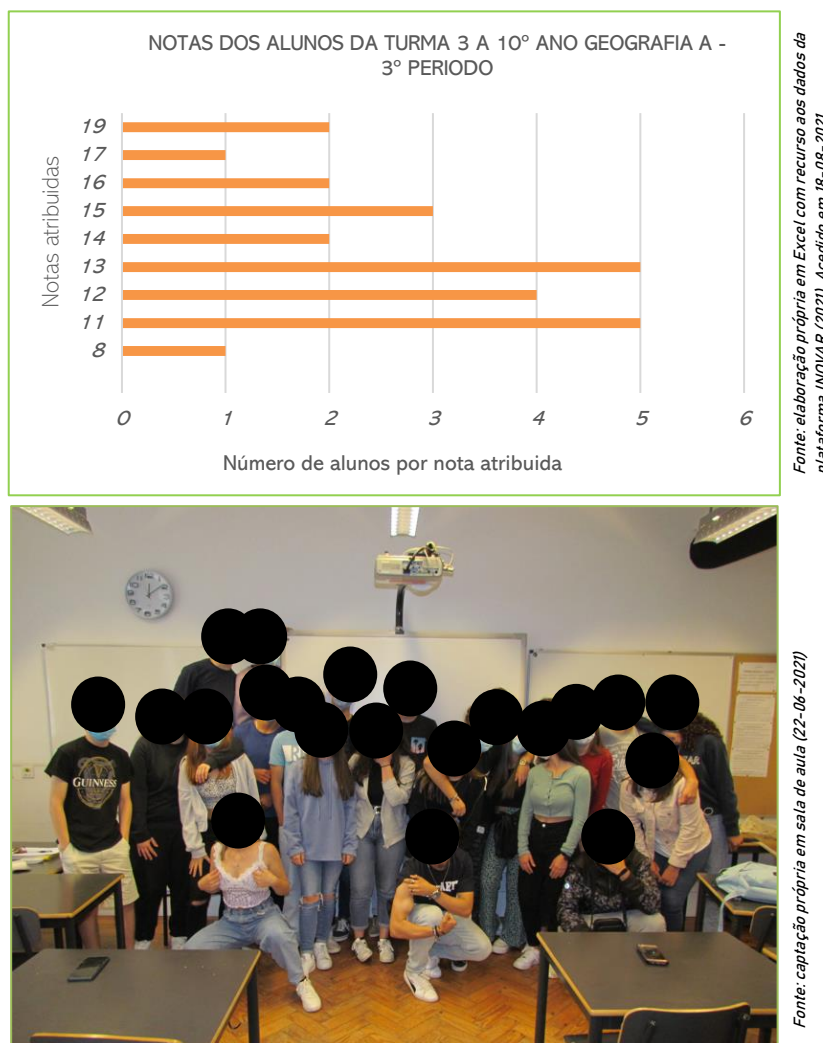 NOTAS DOS ALUNOS DA TURMA 3 A 10º ANO GEOGRAFIA A -
3º PERIODO
Notas atribuidas
19
17
16
15
14
13
12
11
8
0 1 2 3 4 5 6
Número de alunos por nota atribuida
Fonte: elaboração própria em Excel com recurso aos dados da
plataforma INOVAR (2021). Acedido em 18-08-2021
GUINNESS
Fonte: captação própria em sala de aula (22-06-2021)